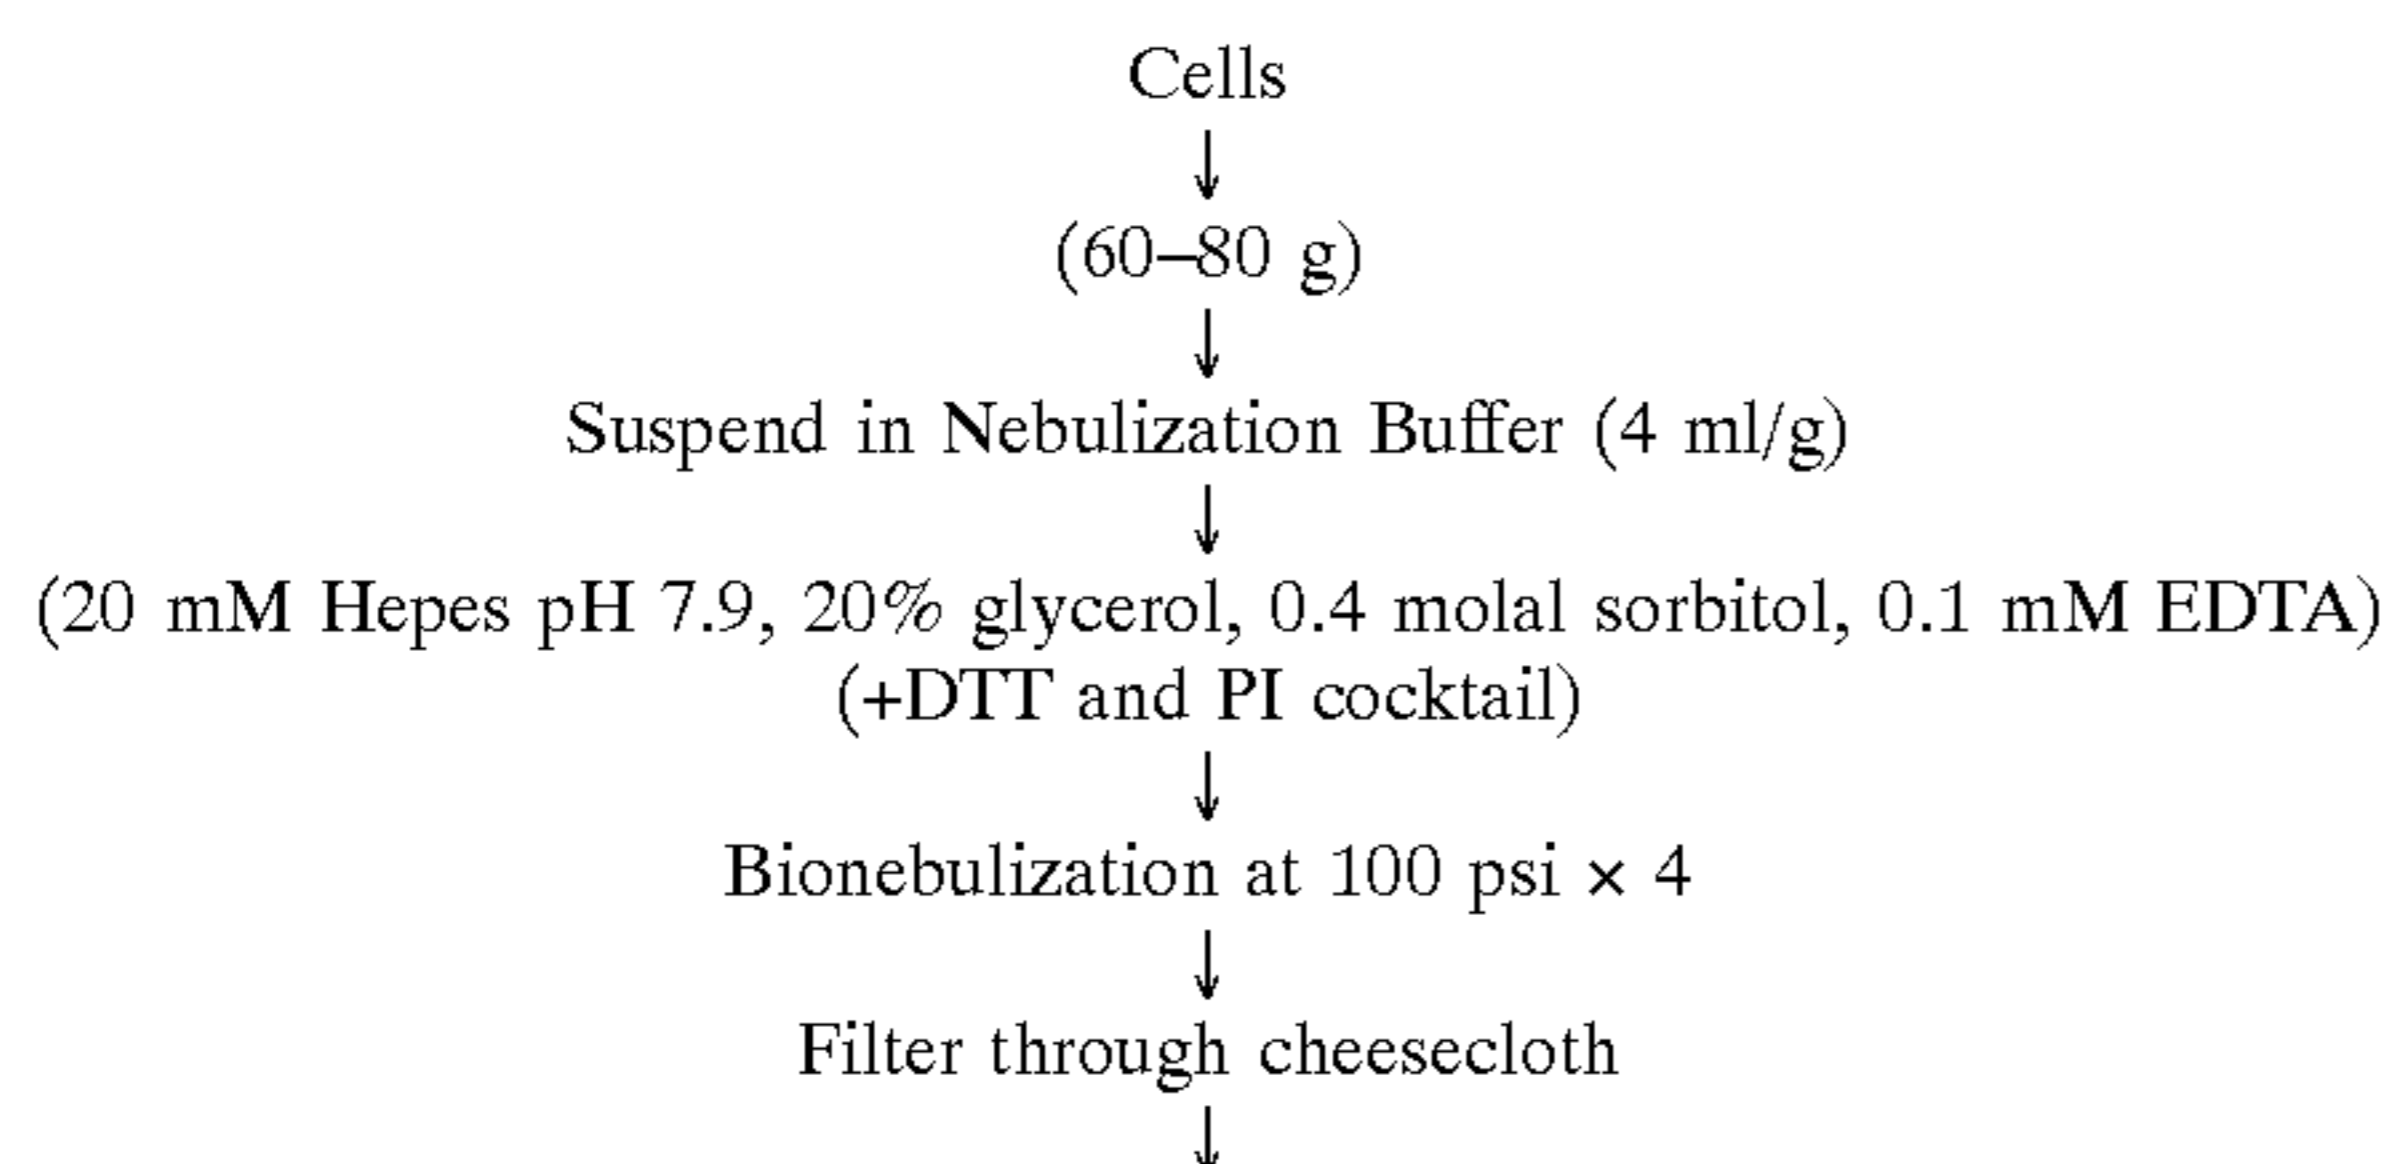 Cells
(60–80 g)
Suspend in Nebulization Buffer (4 ml/g)
(20 mM Hepes pH 7.9, 20% glycerol, 0.4 molal sorbitol, 0.1 mM EDTA)
(+DTT and PI cocktail)
Bionebulization at 100 psi × 4
Filter through cheesecloth